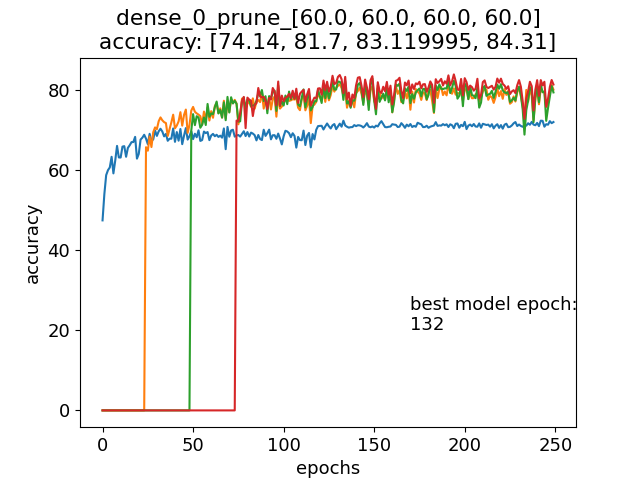 dense_0_prune_[60.0, 60.0, 60.0, 60.0]
accuracy: [74.14, 81.7, 83.119995, 84.31]
80
60
40
20
0
accuracy
best model epoch:
132
0 50 100 150 200 250
epochs